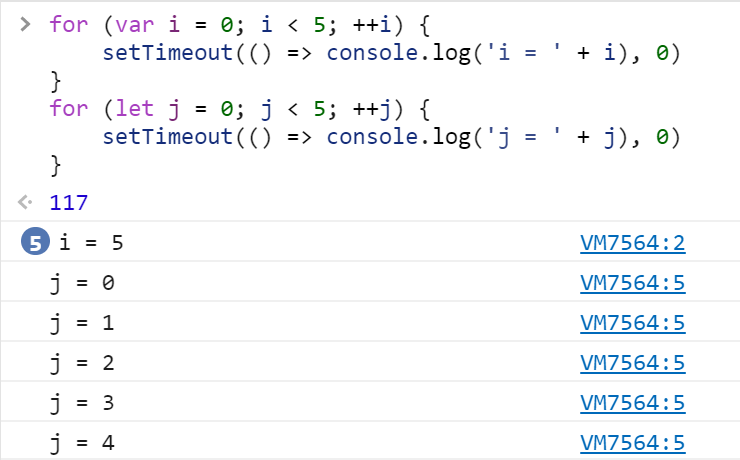 > for (var i = 0; i < 5; ++i) {
    setTimeout(() => console.log('i = ' + i), 0)
}
for (let j = 0; j < 5; ++j) {
    setTimeout(() => console.log('j = ' + j), 0)
}
117
5 i = 5 VM7564:2
j = 0 VM7564:5
j = 1 VM7564:5
j = 2 VM7564:5
j = 3 VM7564:5
j = 4 VM7564:5